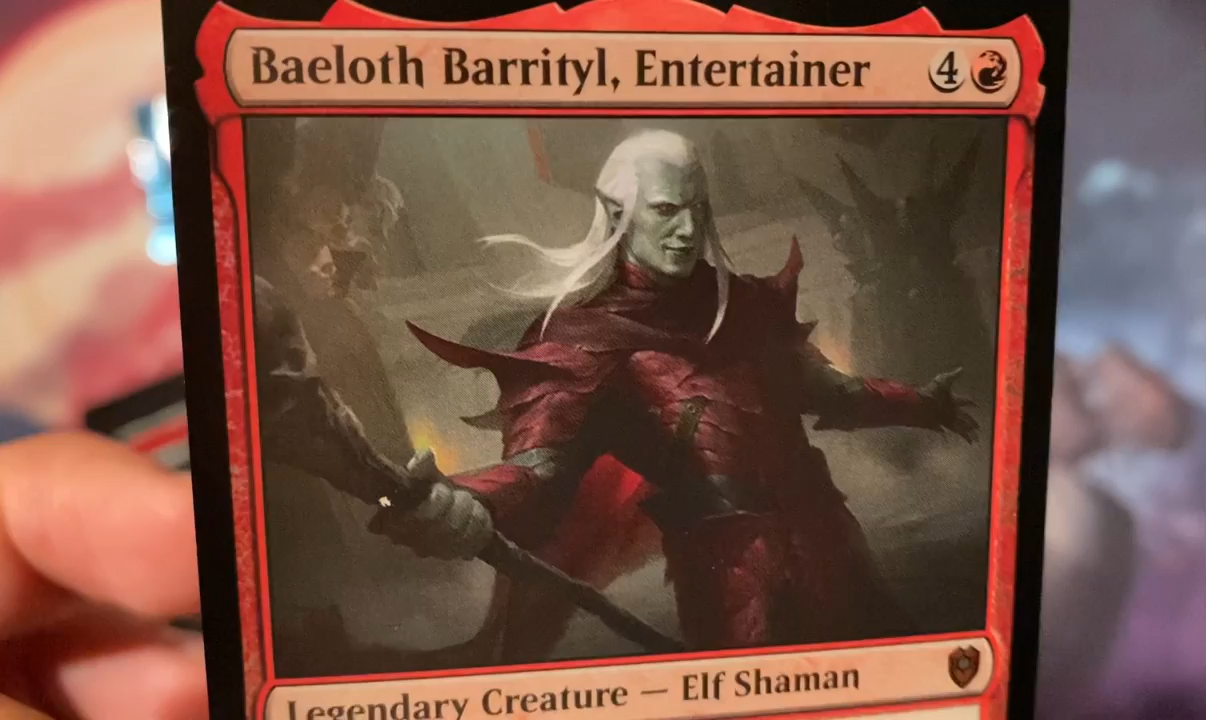 Baeloth Barrityl, Entertainer 4
Legendary Creature — Elf Shaman